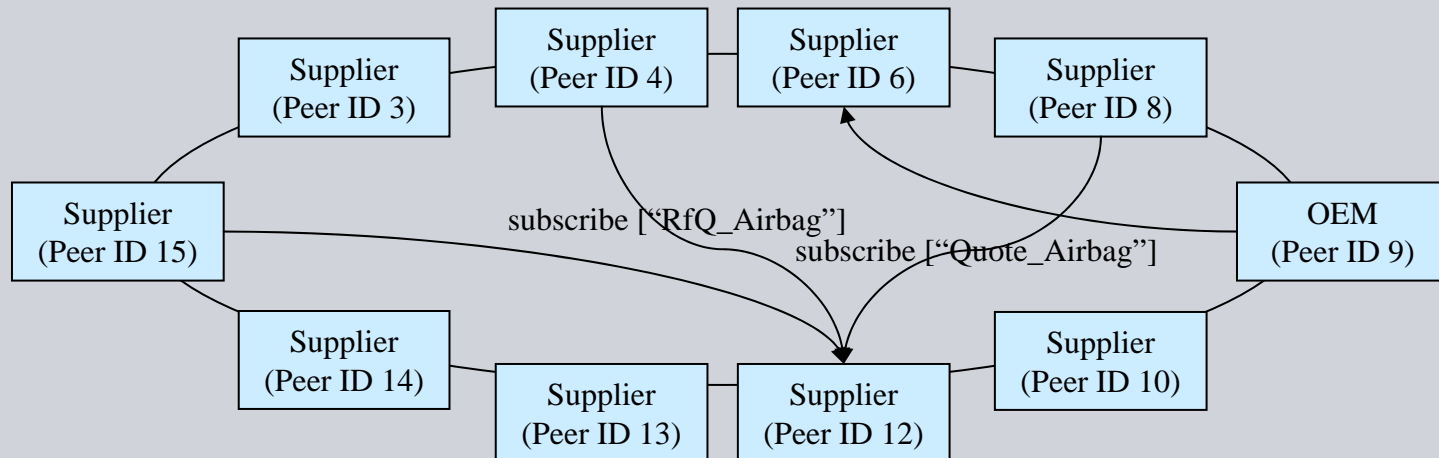 Supplier
(Peer ID 4)
Supplier
(Peer ID 6)
Supplier
(Peer ID 3)
Supplier
(Peer ID 8)
Supplier
(Peer ID 15)
subscribe [“RfQ_Airbag”]
subscribe [“Quote_Airbag”]
OEM
(Peer ID 9)
Supplier
(Peer ID 14)
Supplier
(Peer ID 10)
Supplier
(Peer ID 13)
Supplier
(Peer ID 12)